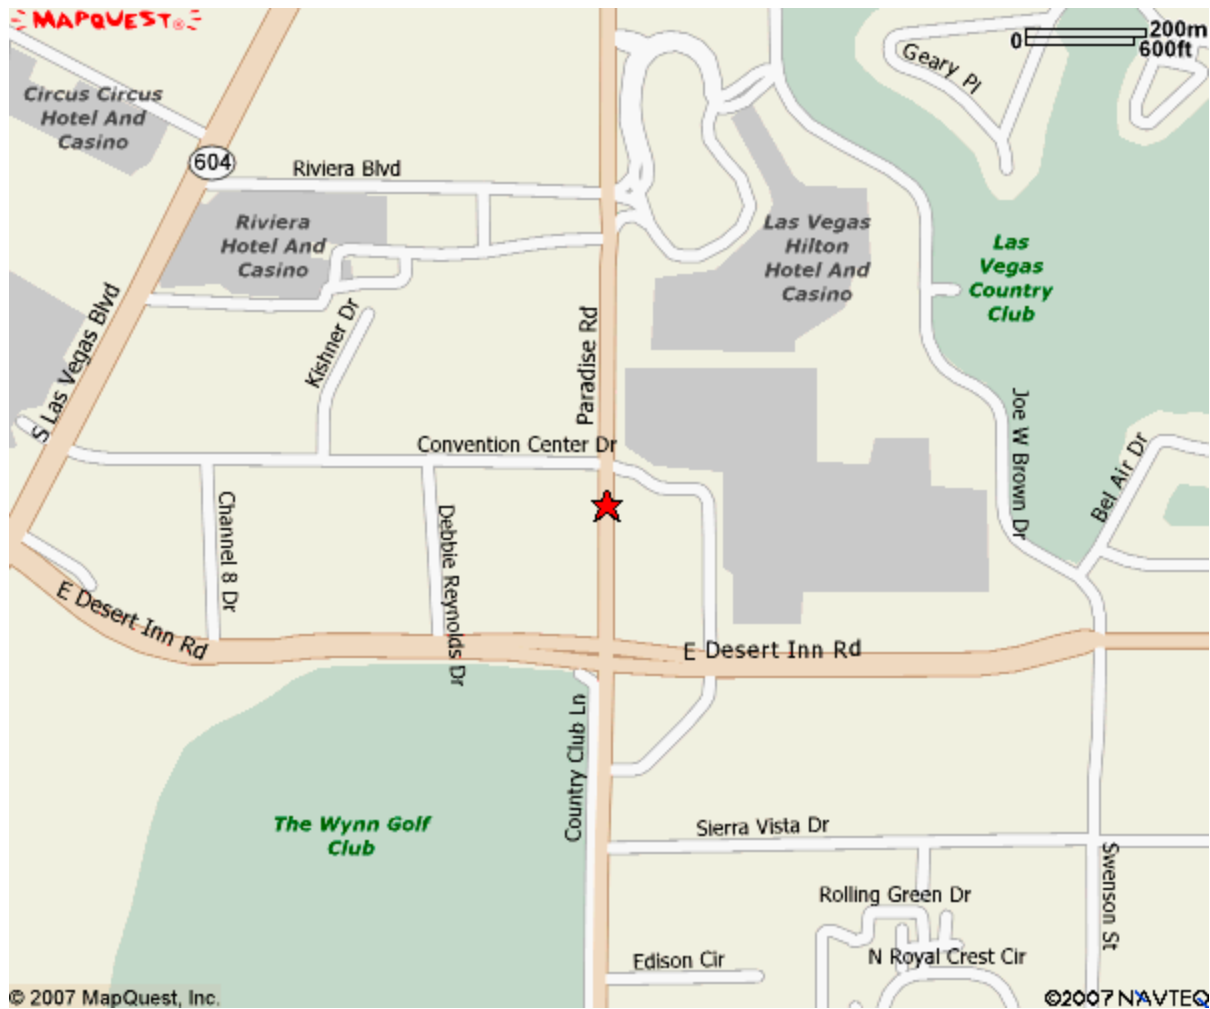 MAPQUEST
200m
0
600ft
Geary Pl
Circus Circus
Hotel And
Casino
604
Riviera Blvd
Riviera
Hotel And
Casino
Las Vegas
Hilton
Hotel And
Casino
Las
Vegas
Country
Club
S Las Vegas Blvd
Kishner Dr
Paradise Rd
Convention Center Dr
Joe W Brown Dr
Bel Air Dr
Channel 8 Dr
Debbie Reynolds Dr
E Desert Inn Rd
E Desert Inn Rd
Country Club Ln
The Wynn Golf
Club
Sierra Vista Dr
Swenson St
Rolling Green Dr
N Royal Crest Cir
Edison Cir
© 2007 MapQuest, Inc.
©2007 NAVTEQ